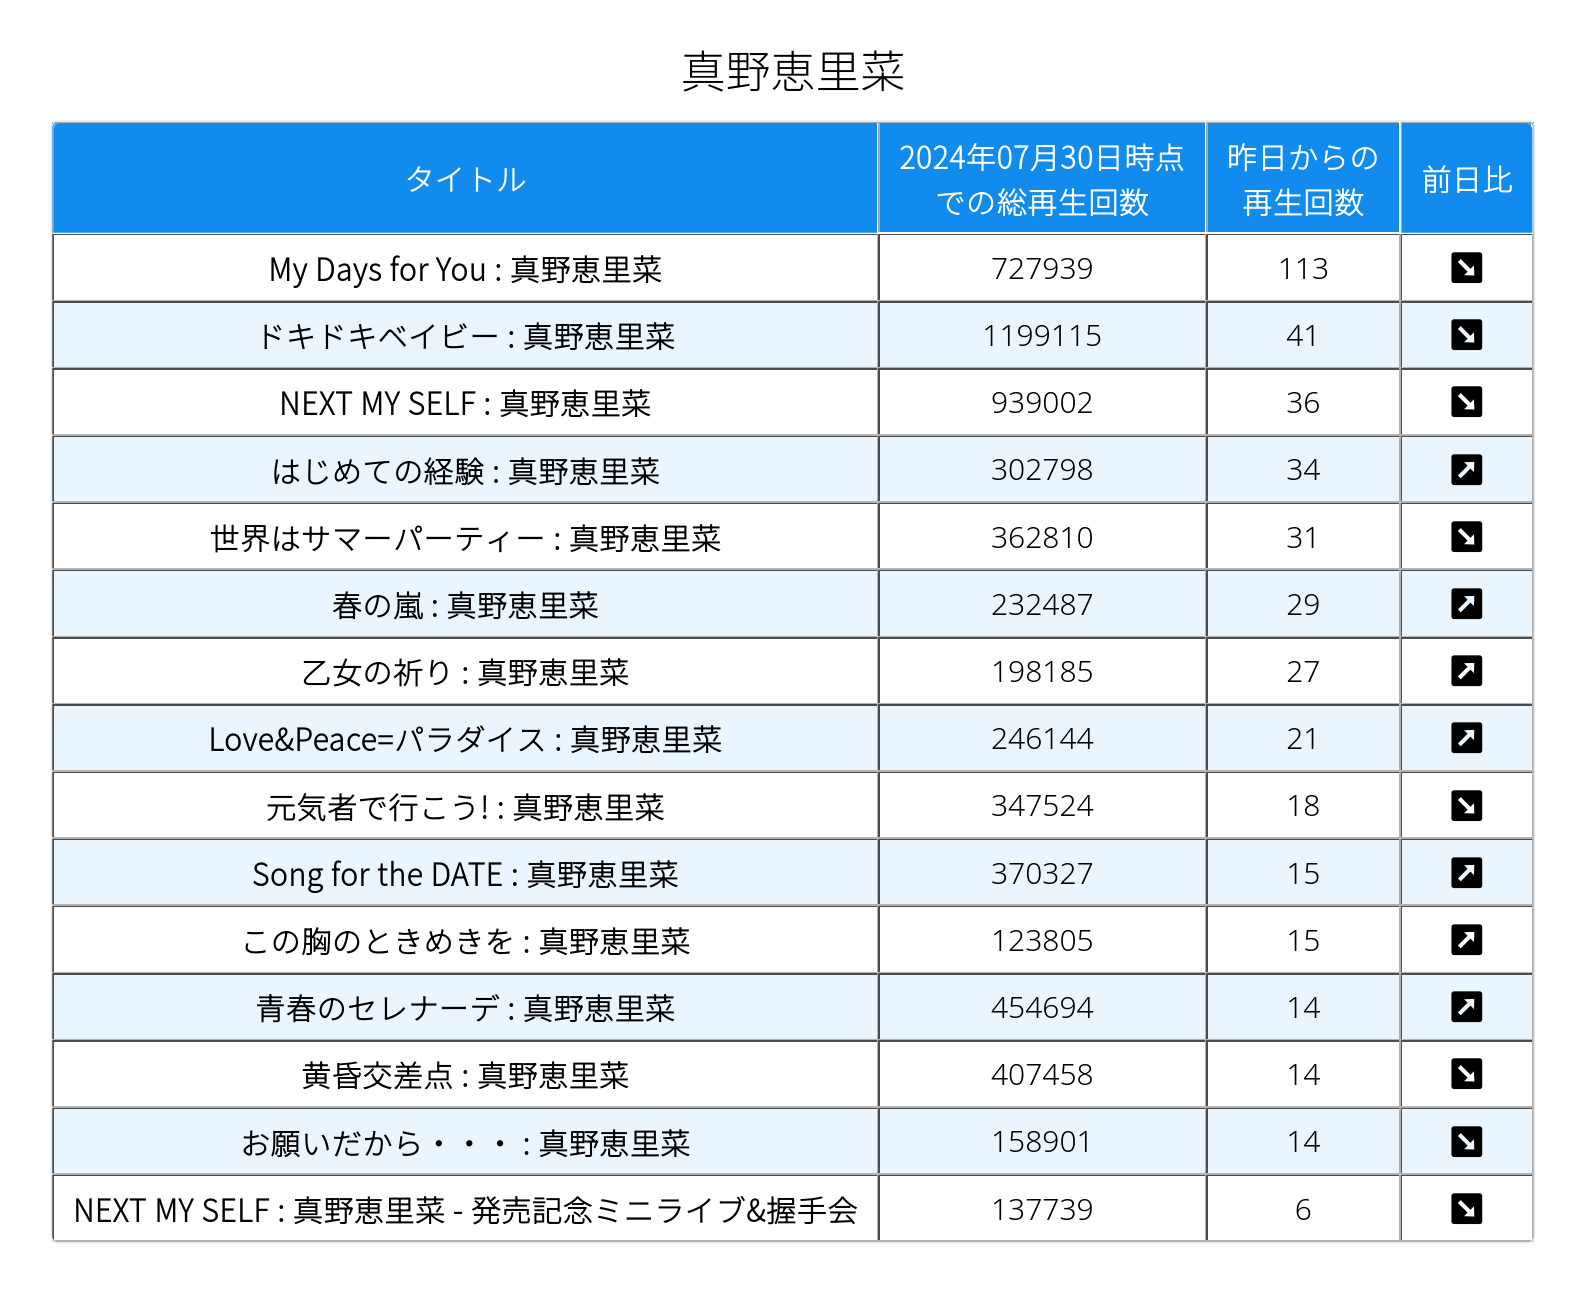 真野恵里菜
タイトル
2024年07月30日時点
での総再生回数
昨日からの
再生回数
前日比
My Days for You : 真野恵里菜 727939 113 ↘
ドキドキベイビー : 真野恵里菜 1199115 41 ↘
NEXT MY SELF : 真野恵里菜 939002 36 ↘
はじめての経験 : 真野恵里菜 302798 34 ↗
世界はサマーパーティー : 真野恵里菜 362810 31 ↘
春の嵐 : 真野恵里菜 232487 29 ↗
乙女の祈り : 真野恵里菜 198185 27 ↗
Love&Peace=パラダイス : 真野恵里菜 246144 21 ↗
元気者で行こう! : 真野恵里菜 347524 18 ↘
Song for the DATE : 真野恵里菜 370327 15 ↗
この胸のときめきを : 真野恵里菜 123805 15 ↗
青春のセレナーデ : 真野恵里菜 454694 14 ↗
黄昏交差点 : 真野恵里菜 407458 14 ↘
お願いだから・・・ : 真野恵里菜 158901 14 ↘
NEXT MY SELF : 真野恵里菜 - 発売記念ミニライブ&握手会 137739 6 ↘